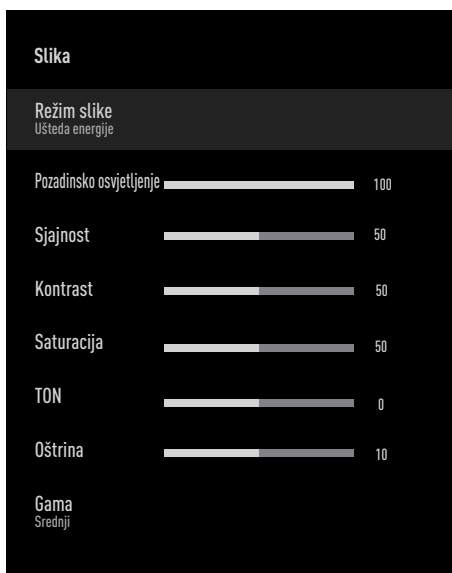 Slika
Režim slike
Ušteda energije
Pozadinsko osvjetljenje 100
Sjajnost 50
Kontrast 50
Saturacija 50
TON 0
Oštrina 10
Gama
Srednji